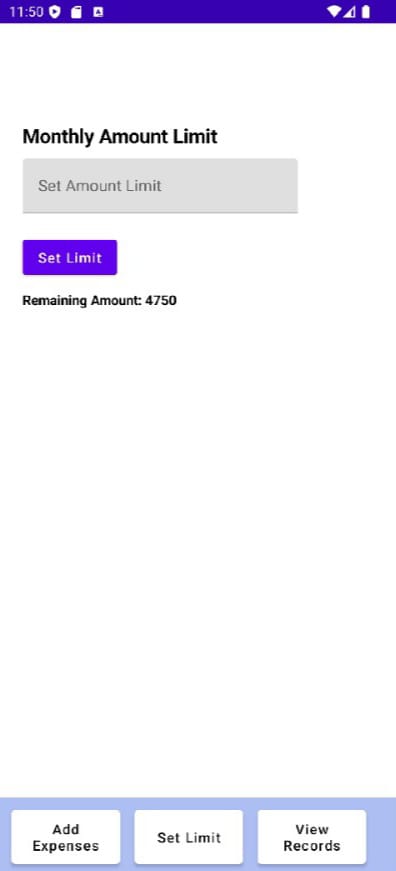 11:50
Monthly Amount Limit
Set Amount Limit
Set Limit
Remaining Amount: 4750
Add
Expenses
Set Limit
View
Records